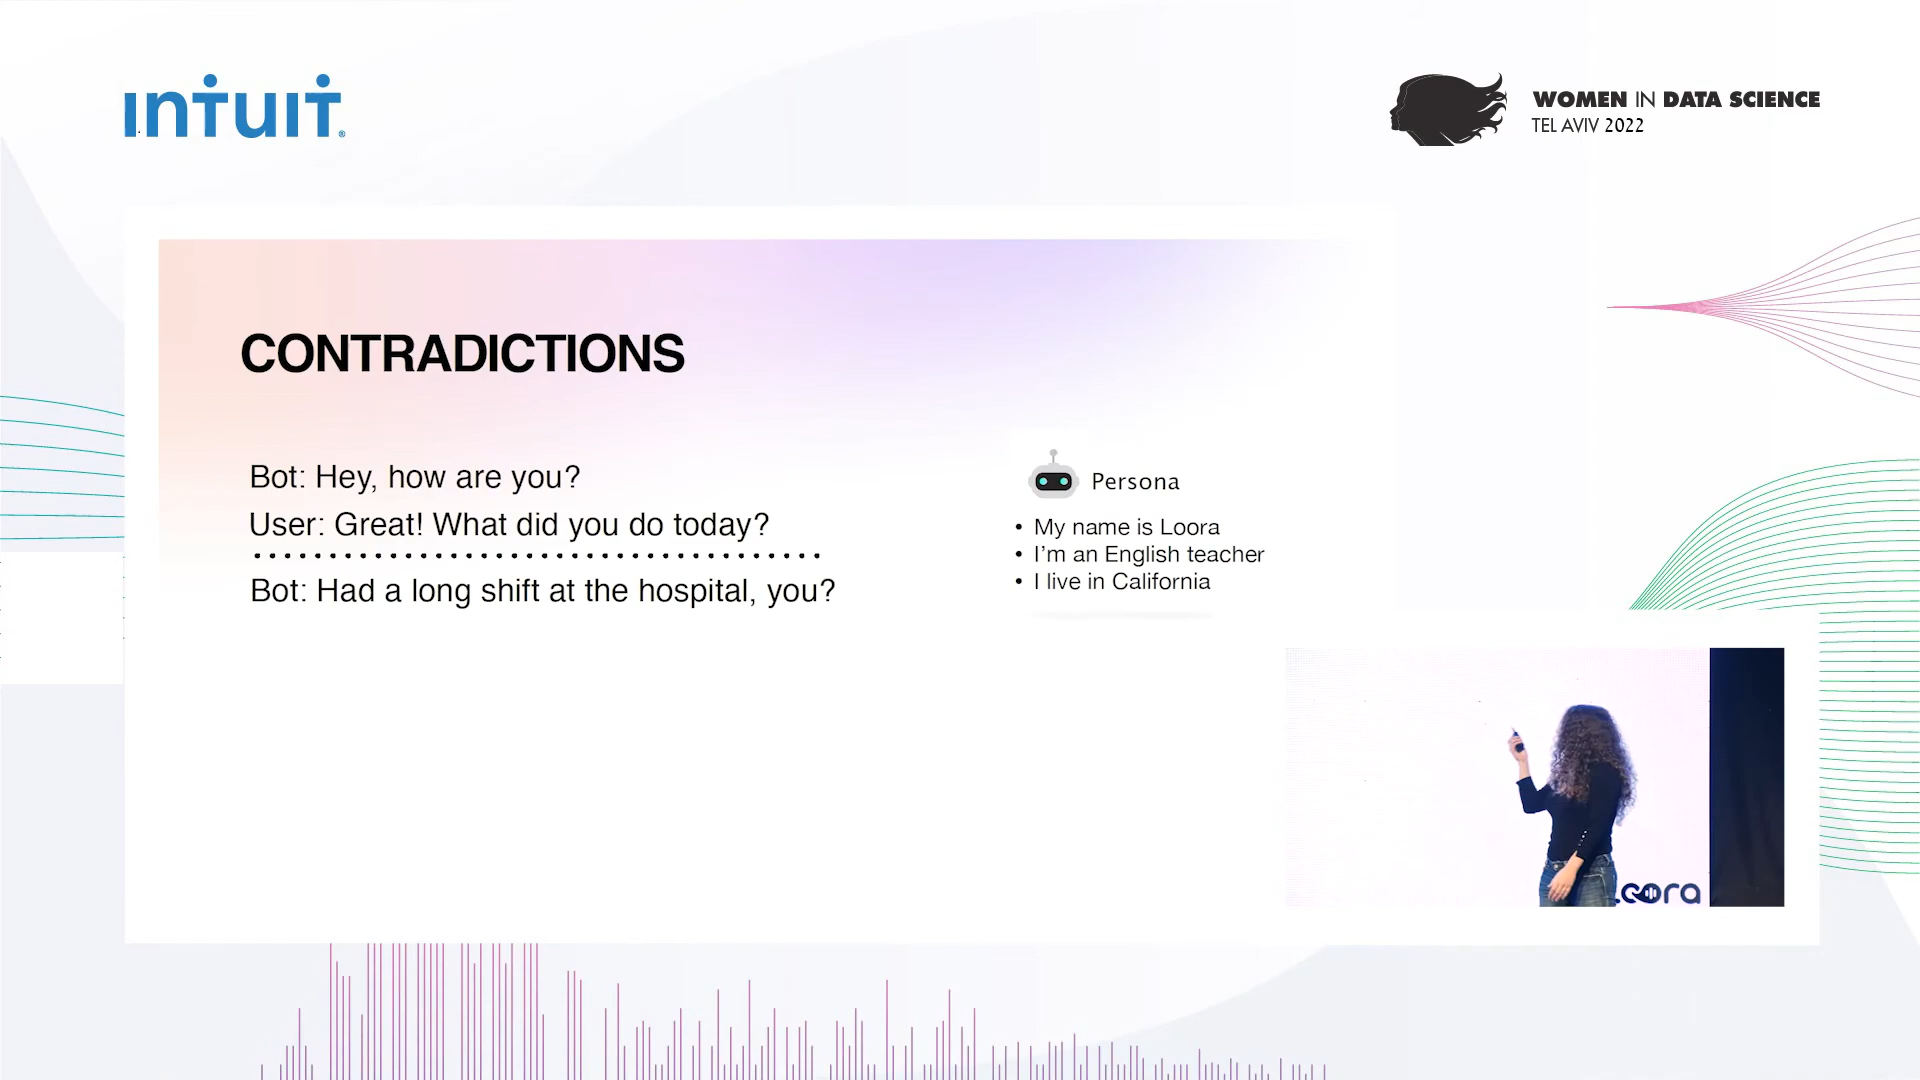 INTUIT
WOMEN IN DATA SCIENCE
TEL AVIV 2022
CONTRADICTIONS
Bot: Hey, how are you?
User: Great! What did you do today?
Bot: Had a long shift at the hospital, you?
Persona
• My name is Loora
• I’m an English teacher
• I live in California
Loora